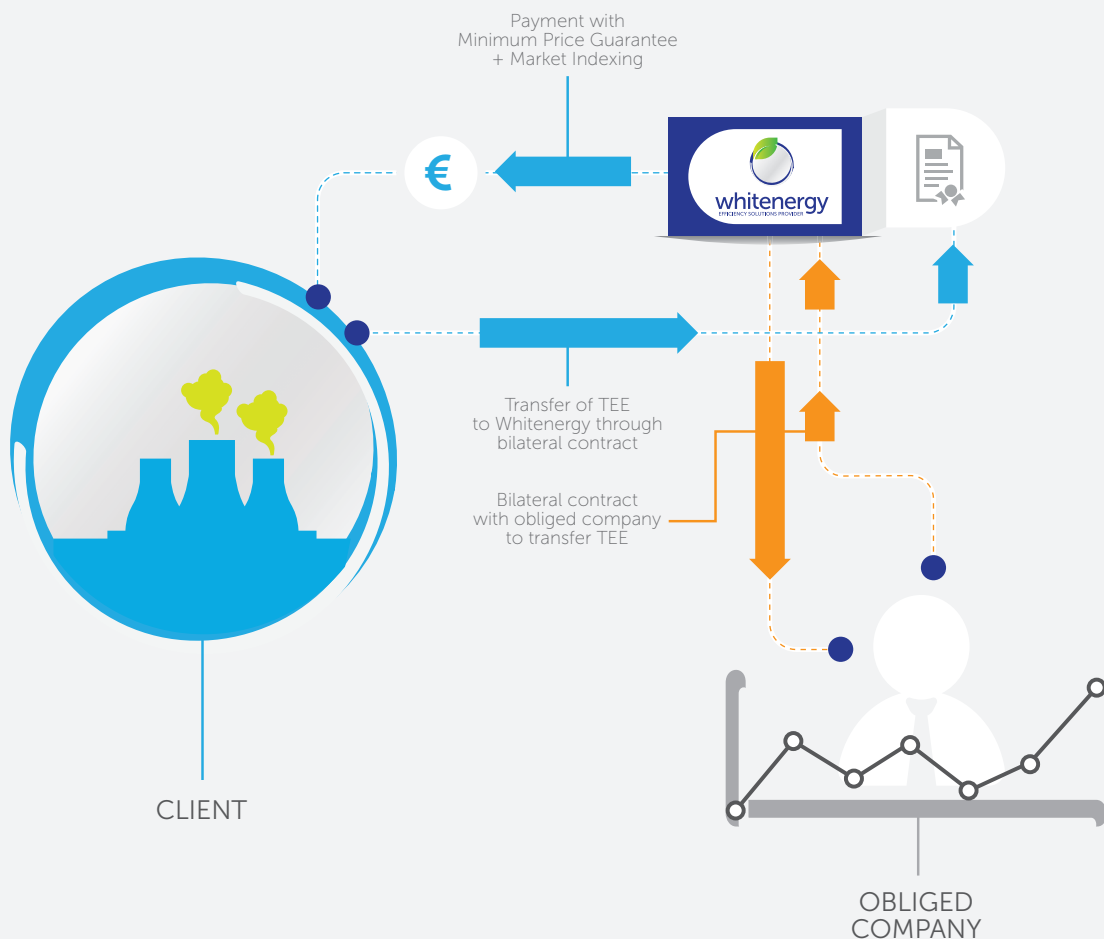 Payment with
Minimum Price Guarantee
+ Market Indexing
€
whitenergy
EFFICIENCY SOLUTIONS PROVIDER
Transfer of TEE
to Whitenergy through
bilateral contract
Bilateral contract
with obliged company
to transfer TEE
CLIENT
OBLIGED
COMPANY